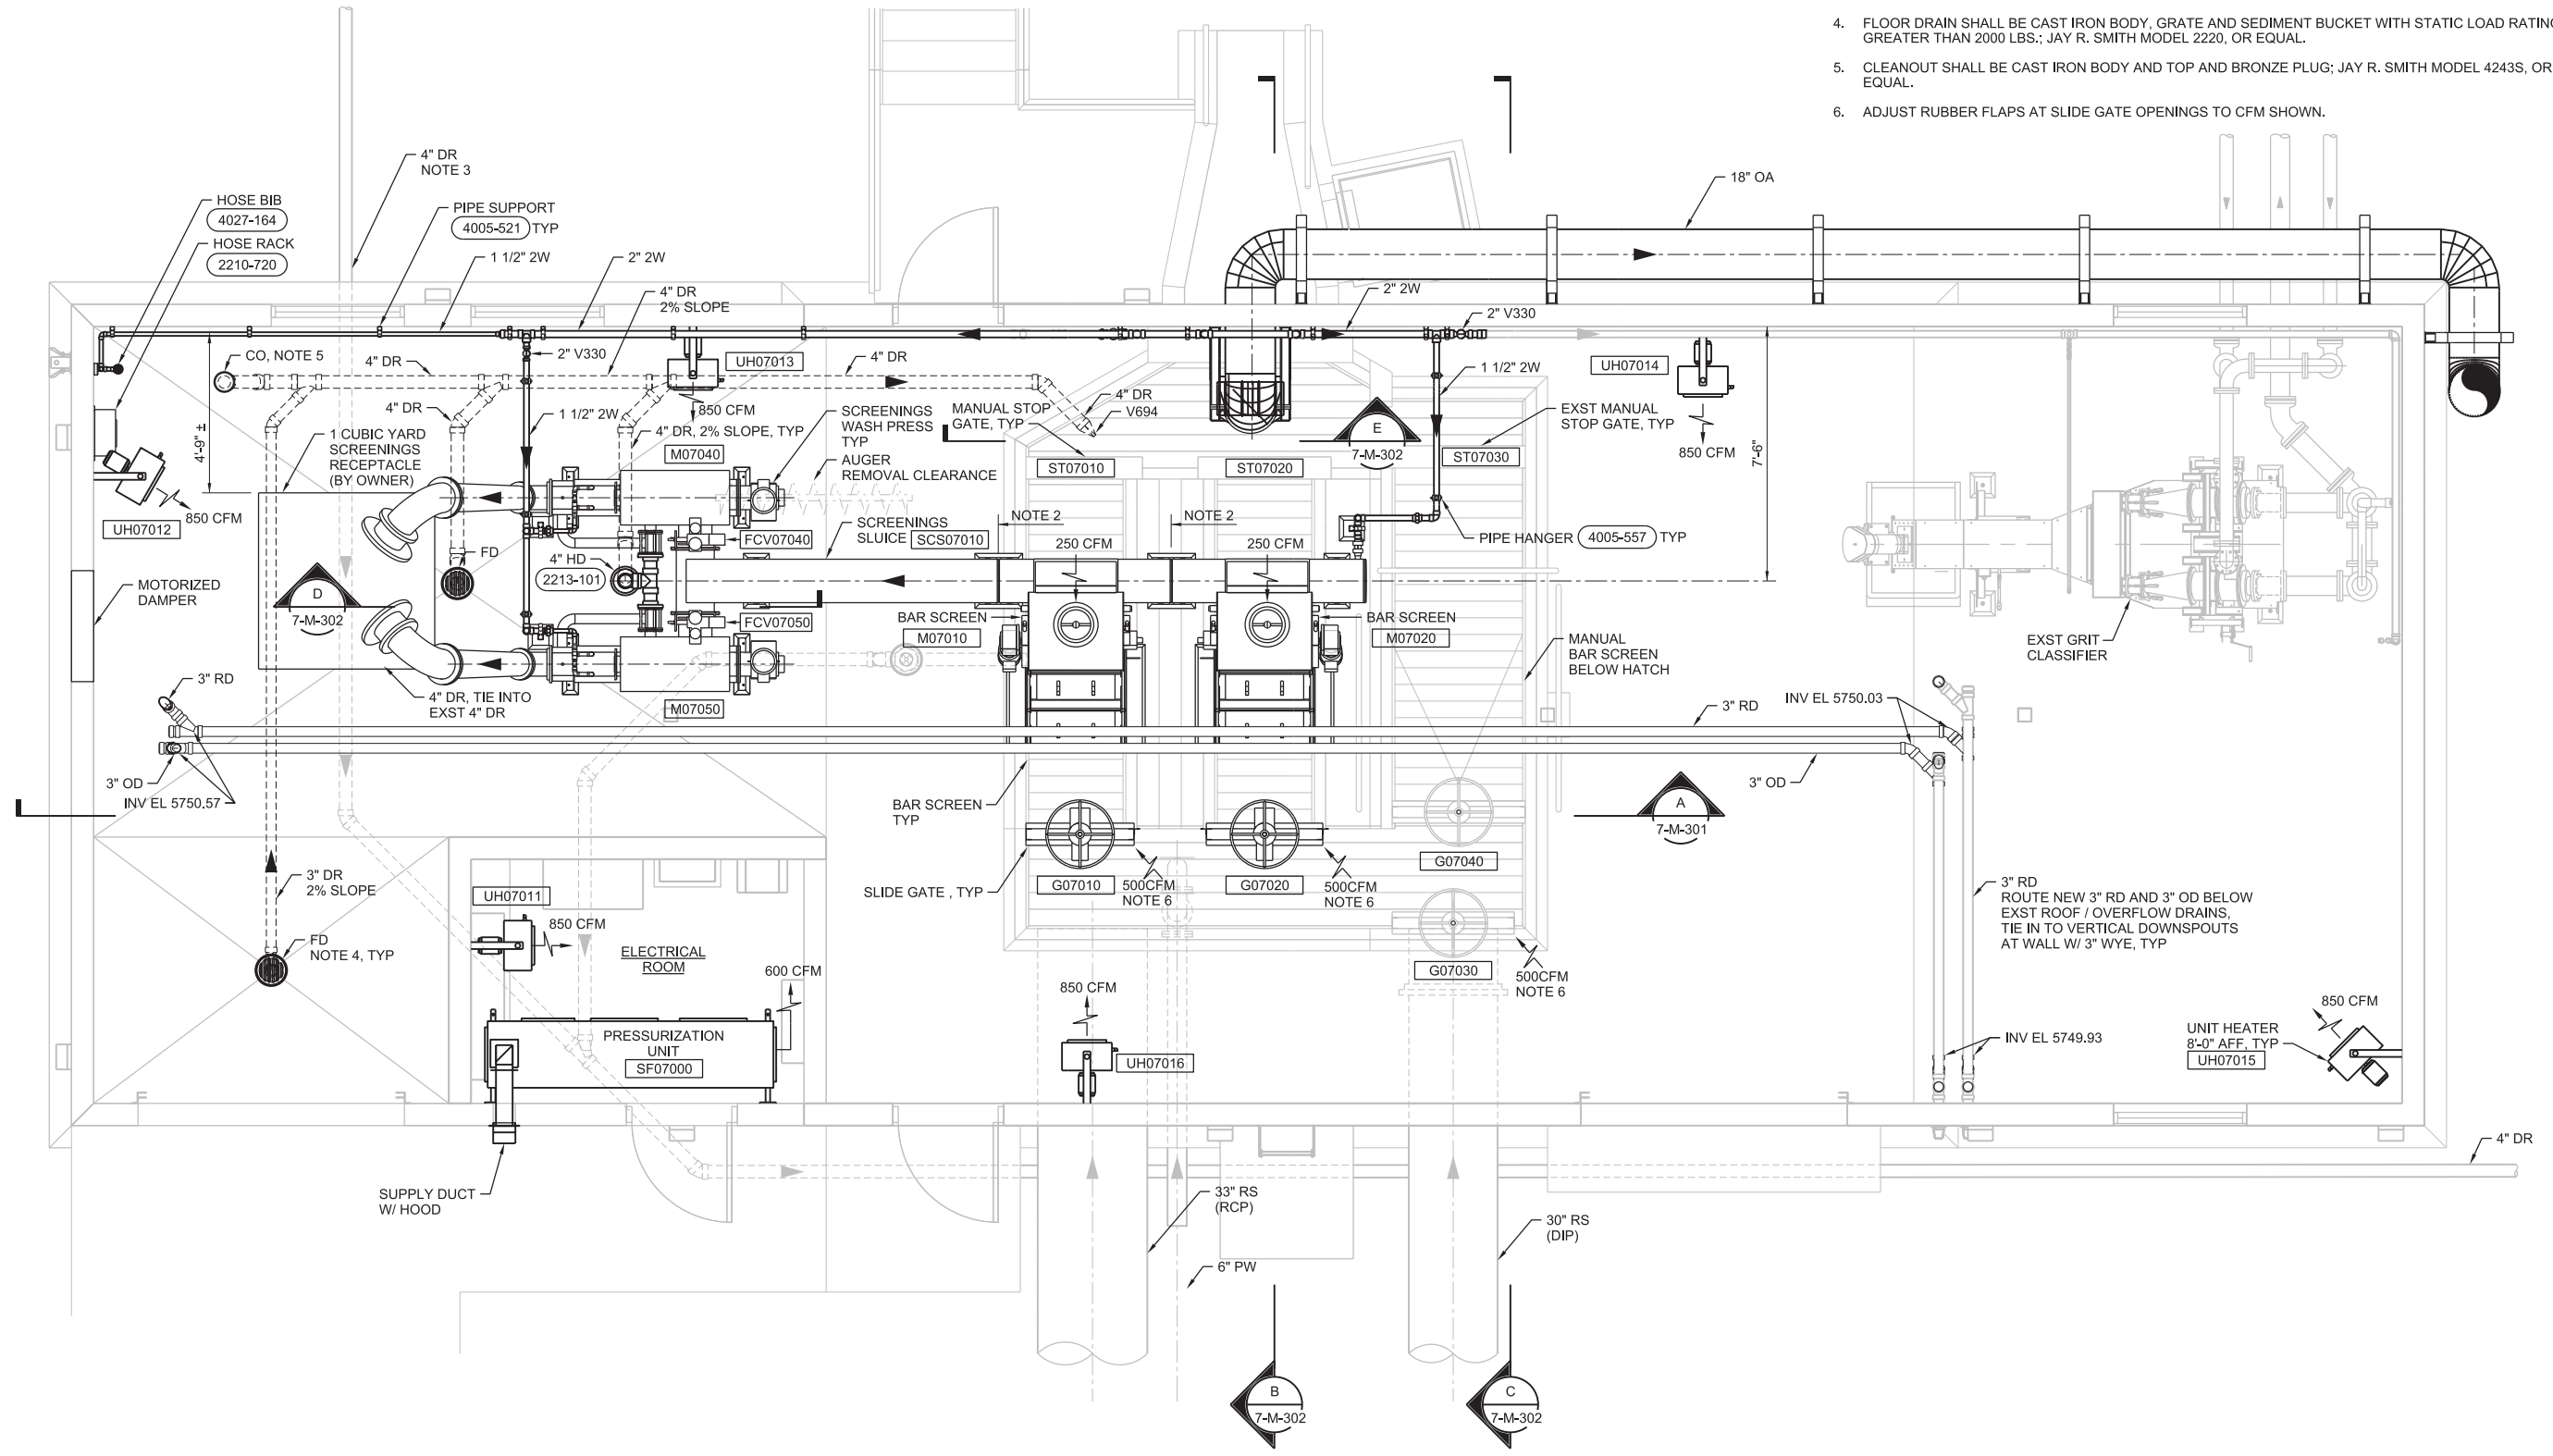 4. FLOOR DRAIN SHALL BE CAST IRON BODY, GRATE AND SEDIMENT BUCKET WITH STATIC LOAD RATING
GREATER THAN 2000 LBS.; JAY R. SMITH MODEL 2220, OR EQUAL.
5. CLEANOUT SHALL BE CAST IRON BODY AND TOP AND BRONZE PLUG; JAY R. SMITH MODEL 4243S, OR
EQUAL.
6. ADJUST RUBBER FLAPS AT SLIDE GATE OPENINGS TO CFM SHOWN.
4" DR
NOTE 3
18" OA
HOSE BIB
4027-164
HOSE RACK
2210-720
PIPE SUPPORT
4005-521 TYP
1 1/2" 2W
2" 2W
4" DR
2% SLOPE
2" 2W
2" V330
CO, NOTE 5
4" DR
2" V330
UH07013
4" DR
UH07014
1 1/2" 2W
4" DR
1 1/2" 2W
850 CFM
4" DR, 2% SLOPE, TYP
M07040
SCREENINGS
WASH PRESS
TYP
AUGER
REMOVAL CLEARANCE
MANUAL STOP
GATE, TYP
4" DR
V694
EXST MANUAL
STOP GATE, TYP
850 CFM
E
7-M-302
ST07010
ST07020
ST07030
4'-9" ±
7'-6"
1 CUBIC YARD
SCREENINGS
RECEPTACLE
(BY OWNER)
850 CFM
UH07012
SCREENINGS
SLUICE
SCS07010
NOTE 2
NOTE 2
FCV07040
250 CFM
250 CFM
PIPE HANGER 4005-557 TYP
FD
4" HD
2213-101
MOTORIZED
DAMPER
D
7-M-302
FCV07050
BAR SCREEN
M07010
BAR SCREEN
M07020
MANUAL
BAR SCREEN
BELOW HATCH
EXST GRIT
CLASSIFIER
3" RD
4" DR, TIE INTO
EXST 4" DR
M07050
3" RD
INV EL 5750.03
3" OD
INV EL 5750.57
3" OD
BAR SCREEN
TYP
A
7-M-301
G07040
3" DR
2% SLOPE
SLIDE GATE , TYP
G07010
500CFM
NOTE 6
G07020
500CFM
NOTE 6
3" RD
ROUTE NEW 3" RD AND 3" OD BELOW
EXST ROOF / OVERFLOW DRAINS,
TIE IN TO VERTICAL DOWNSPOUTS
AT WALL W/ 3" WYE, TYP
UH07011
850 CFM
FD
NOTE 4, TYP
ELECTRICAL
ROOM
600 CFM
G07030
500CFM
NOTE 6
850 CFM
850 CFM
PRESSURIZATION
UNIT
SF07000
UH07016
INV EL 5749.93
UNIT HEATER
8'-0" AFF, TYP
UH07015
4" DR
SUPPLY DUCT
W/ HOOD
33" RS
(RCP)
30" RS
(DIP)
6" PW
B
7-M-302
C
7-M-302